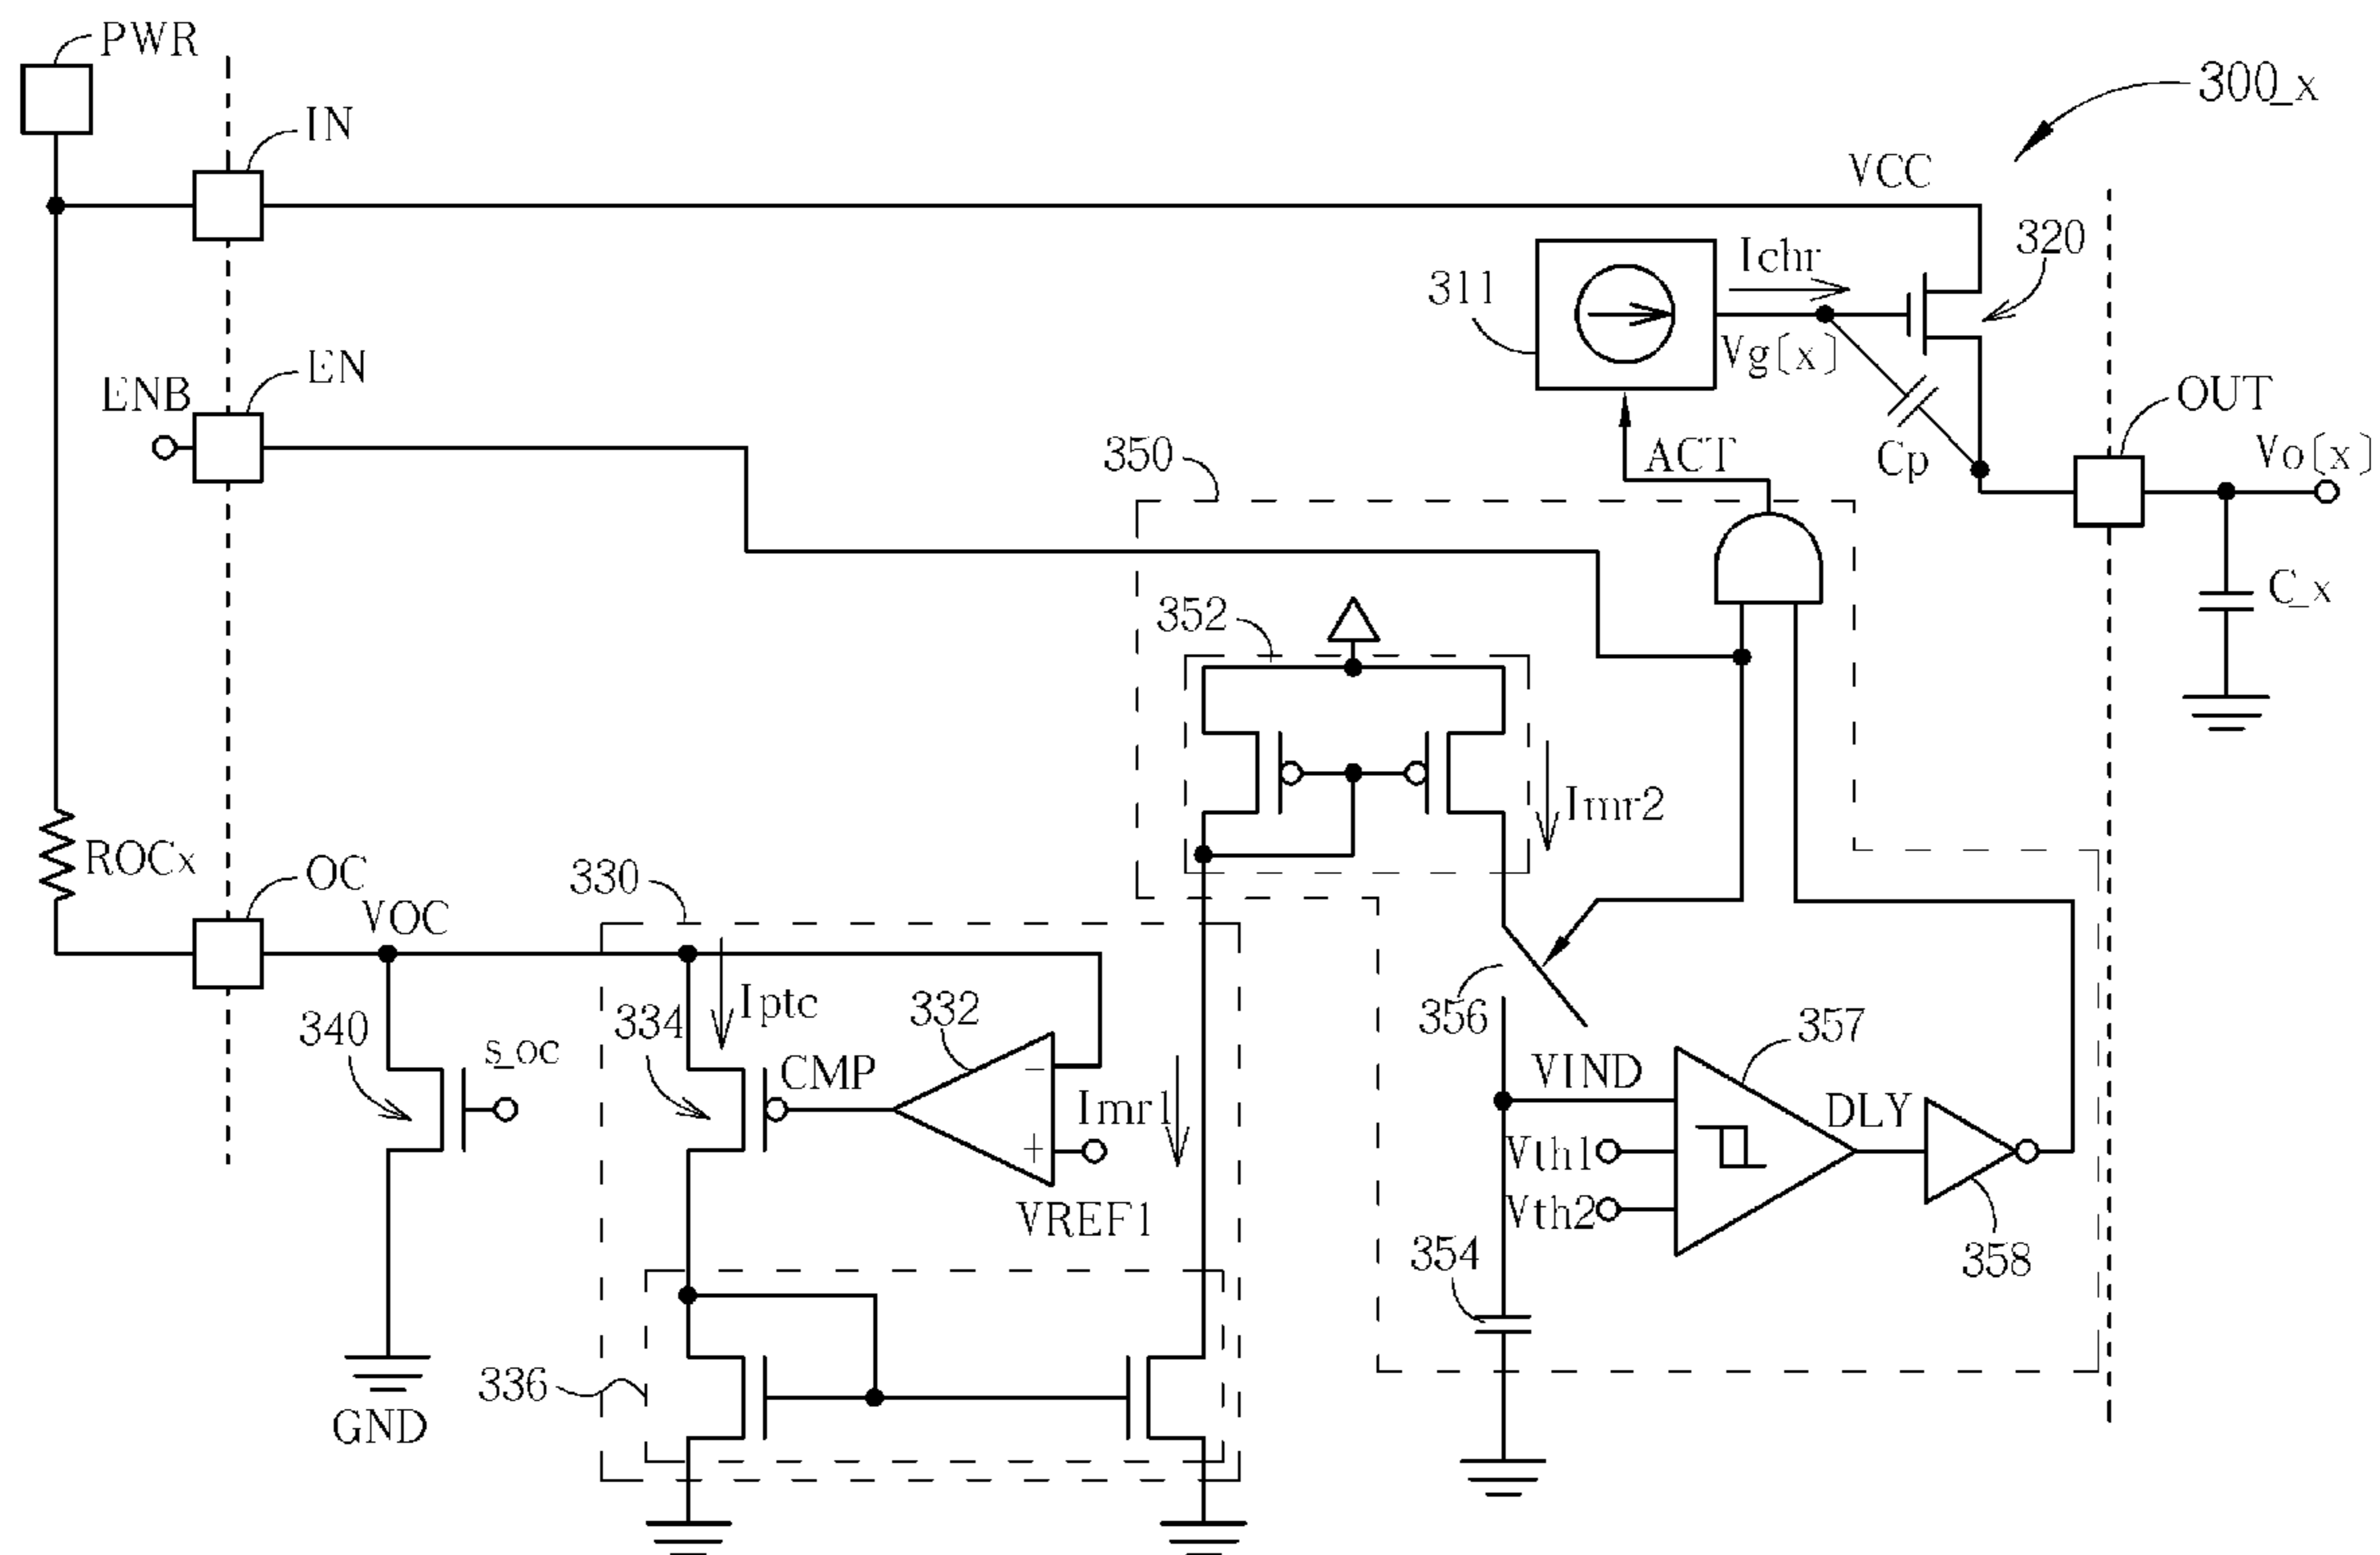 PWR
IN
300_x
VCC
320
Ichr
311
Vg(x)
EN
ENB
OUT
Vo(x)
350
ACT
Cp
352
C_x
Imr2
ROCx
OC
VOC
330
340
s_oc
334
Iptc
332
CMP
Imr1
356
357
VIND
DLY
Vth1
Vth2
VREF1
354
358
336
GND
−
+